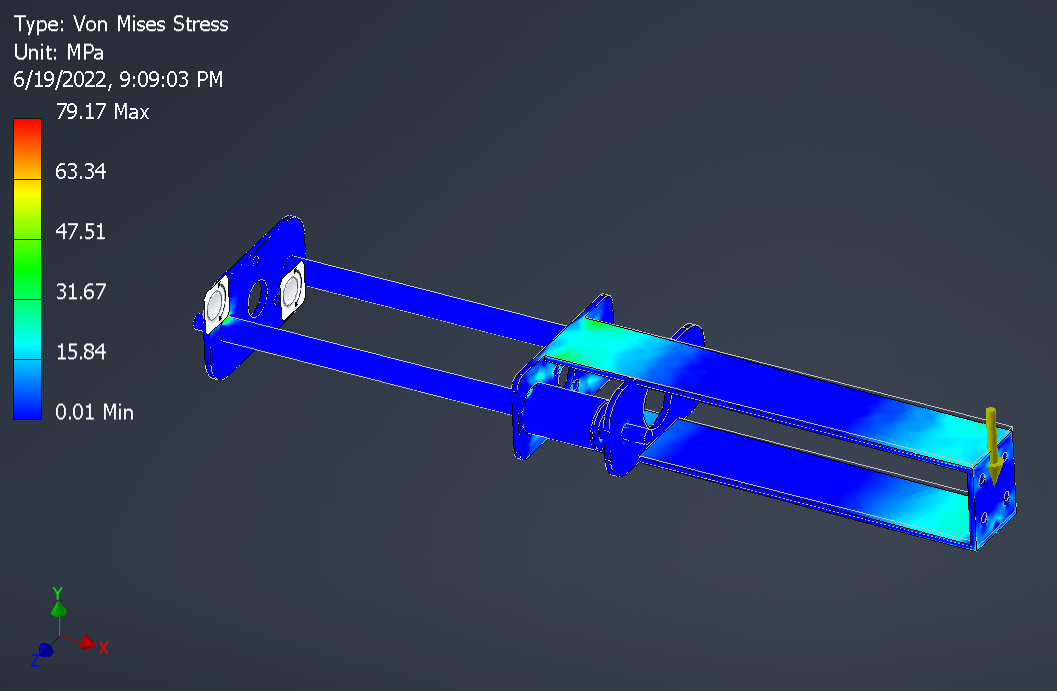 Type: Von Mises Stress
Unit: MPa
6/19/2022, 9:09:03 PM
79.17 Max
63.34
47.51
31.67
15.84
0.01 Min
Y
X
Z